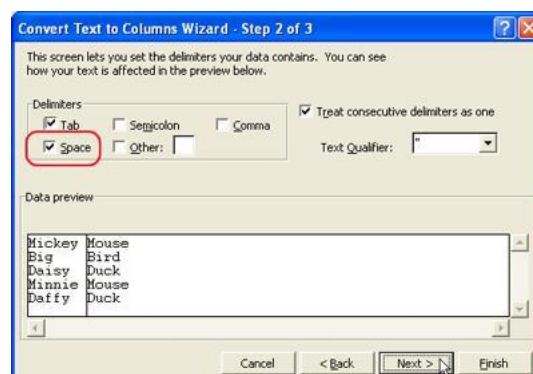 Convert Text to Columns Wizard - Step 2 of 3
This screen lets you set the delimiters your data contains. You can see
how your text is affected in the preview below.
Delimiters
Tab Semicolon Comma
Space Other:
Treat consecutive delimiters as one
Text Qualifier: "
Data preview
Mickey Mouse
Big Bird
Daisy Duck
Minnie Mouse
Daffy Duck
Cancel < Back Next > Finish